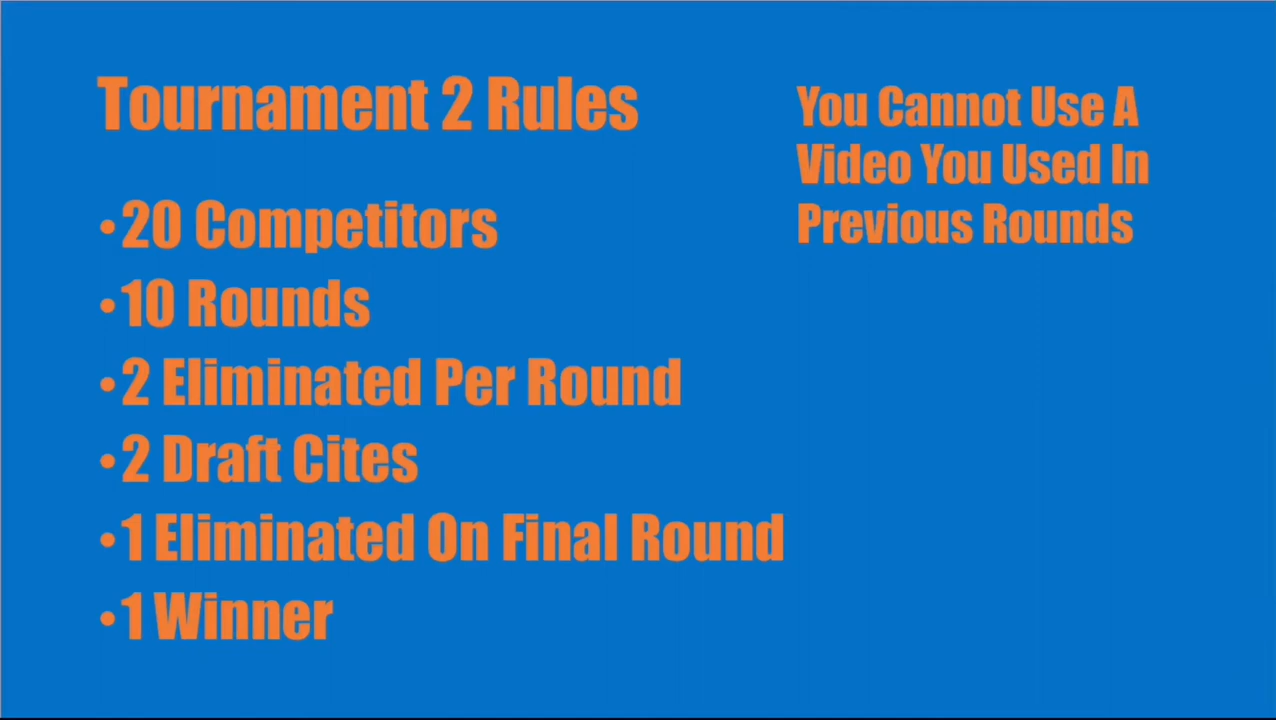 Tournament 2 Rules
•20 Competitors
•10 Rounds
•2 Eliminated Per Round
•2 Draft Cites
•1 Eliminated On Final Round
•1 Winner
You Cannot Use A
Video You Used In
Previous Rounds